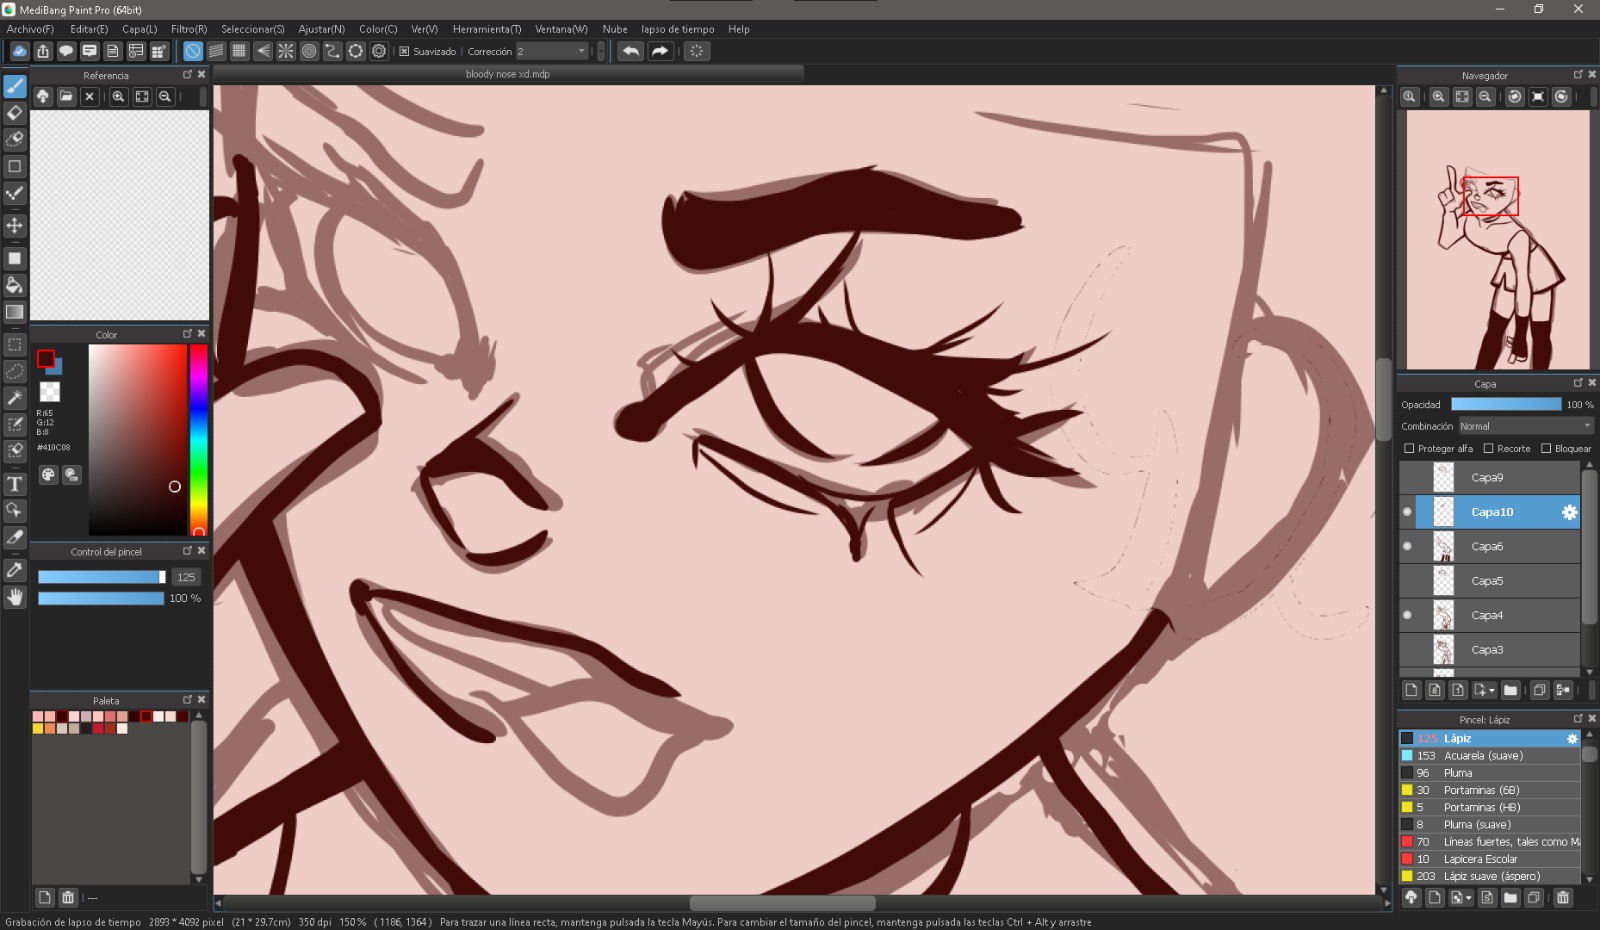 MediBang Paint Pro (64bit)
Archivo(F) Editar(E) Capa(L) Filtro(R) Seleccionar(S) Ajustar(N) Color(C) Ver(V) Herramienta(T) Ventana(W) Nube lapso de tiempo Help
Suavizado Corrección 2
Referencia
bloody nose xd.mdp
Navegador
Color
R:65
G:12
B:8
#410C08
Control del pincel
125
100 %
Paleta
---
Capa
Opacidad 100 %
Combinación Normal
Proteger alfa Recorte Bloquear
Capa9
Capa10
Capa6
Capa5
Capa4
Capa3
Pincel: Lápiz
125 Lápiz
153 Acuarela (suave)
96 Pluma
30 Portaminas (6B)
5 Portaminas (HB)
8 Pluma (suave)
70 Líneas fuertes, tales como Ma
10 Lapicera Escolar
203 Lápiz suave (áspero)
Grabación de lapso de tiempo 2893 * 4092 pixel (21 * 29.7cm) 350 dpi 150 % ( 1186, 1364 ) Para trazar una línea recta, mantenga pulsada la tecla Mayús. Para cambiar el tamaño del pincel, mantenga pulsada las teclas Ctrl + Alt y arrastre